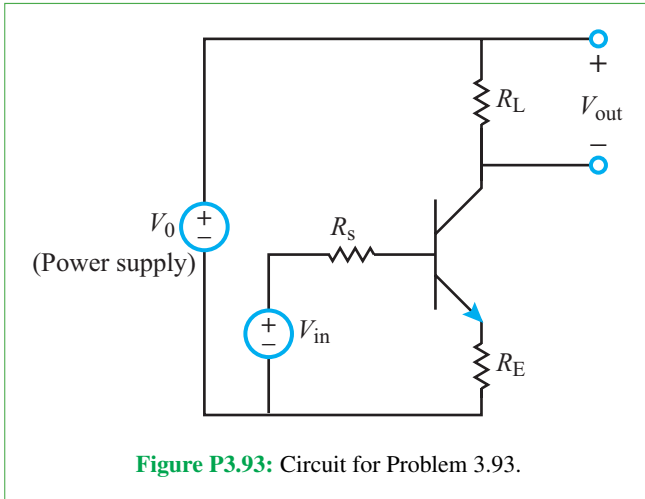 R_L
+
V_out
−
V_0
+
−
(Power supply)
R_s
+
−
V_in
R_E
Figure P3.93: Circuit for Problem 3.93.